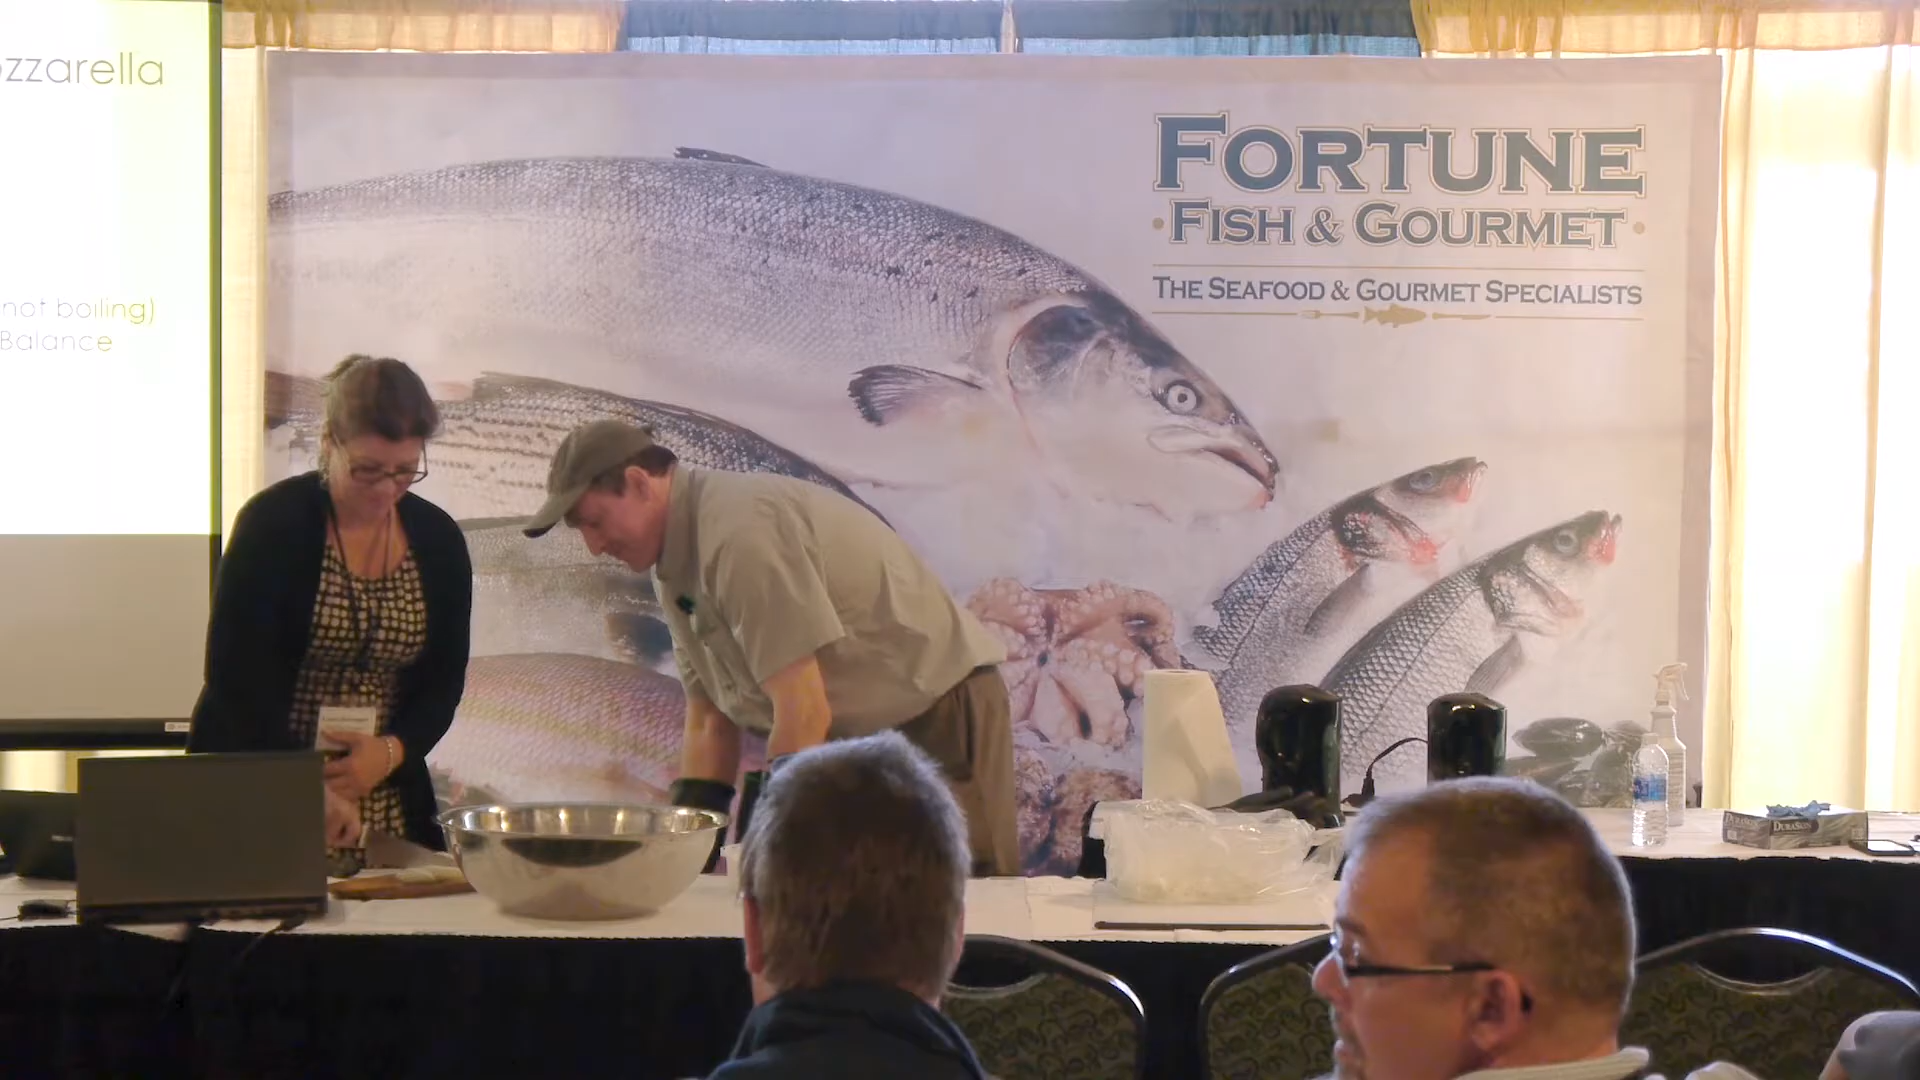 ozzarella
not boiling)
Balance
FORTUNE
• FISH & GOURMET •
THE SEAFOOD & GOURMET SPECIALISTS
DURASKIN